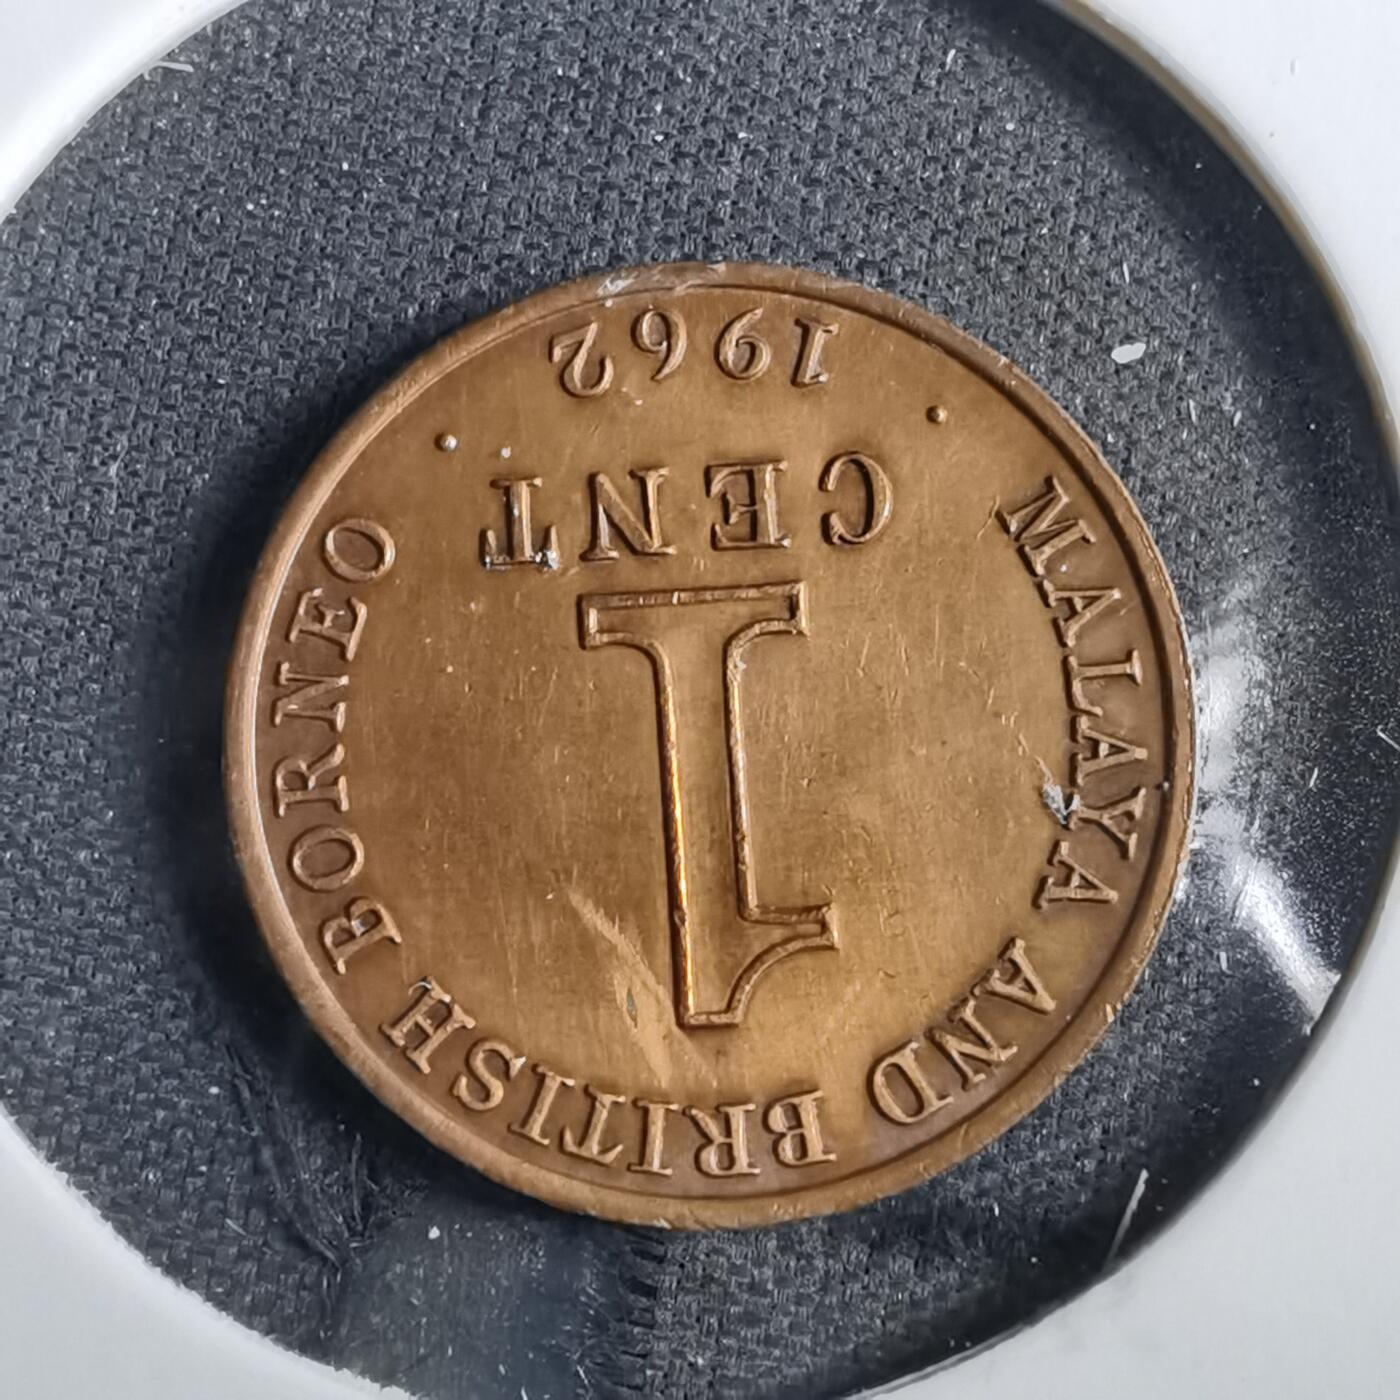 MALAYA AND BRITISH BORNEO
1
CENT
1962